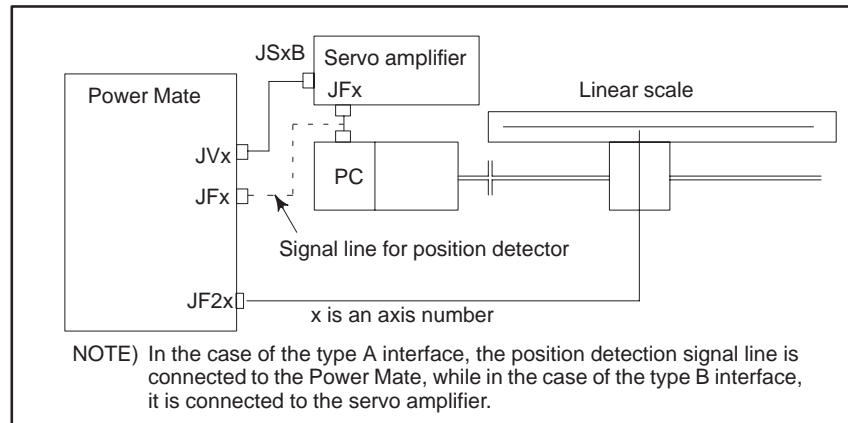 JSxB
Servo amplifier
JFx
Power Mate
Linear scale
JVx
PC
JFx
Signal line for position detector
JF2x
x is an axis number
NOTE) In the case of the type A interface, the position detection signal line is
connected to the Power Mate, while in the case of the type B interface,
it is connected to the servo amplifier.